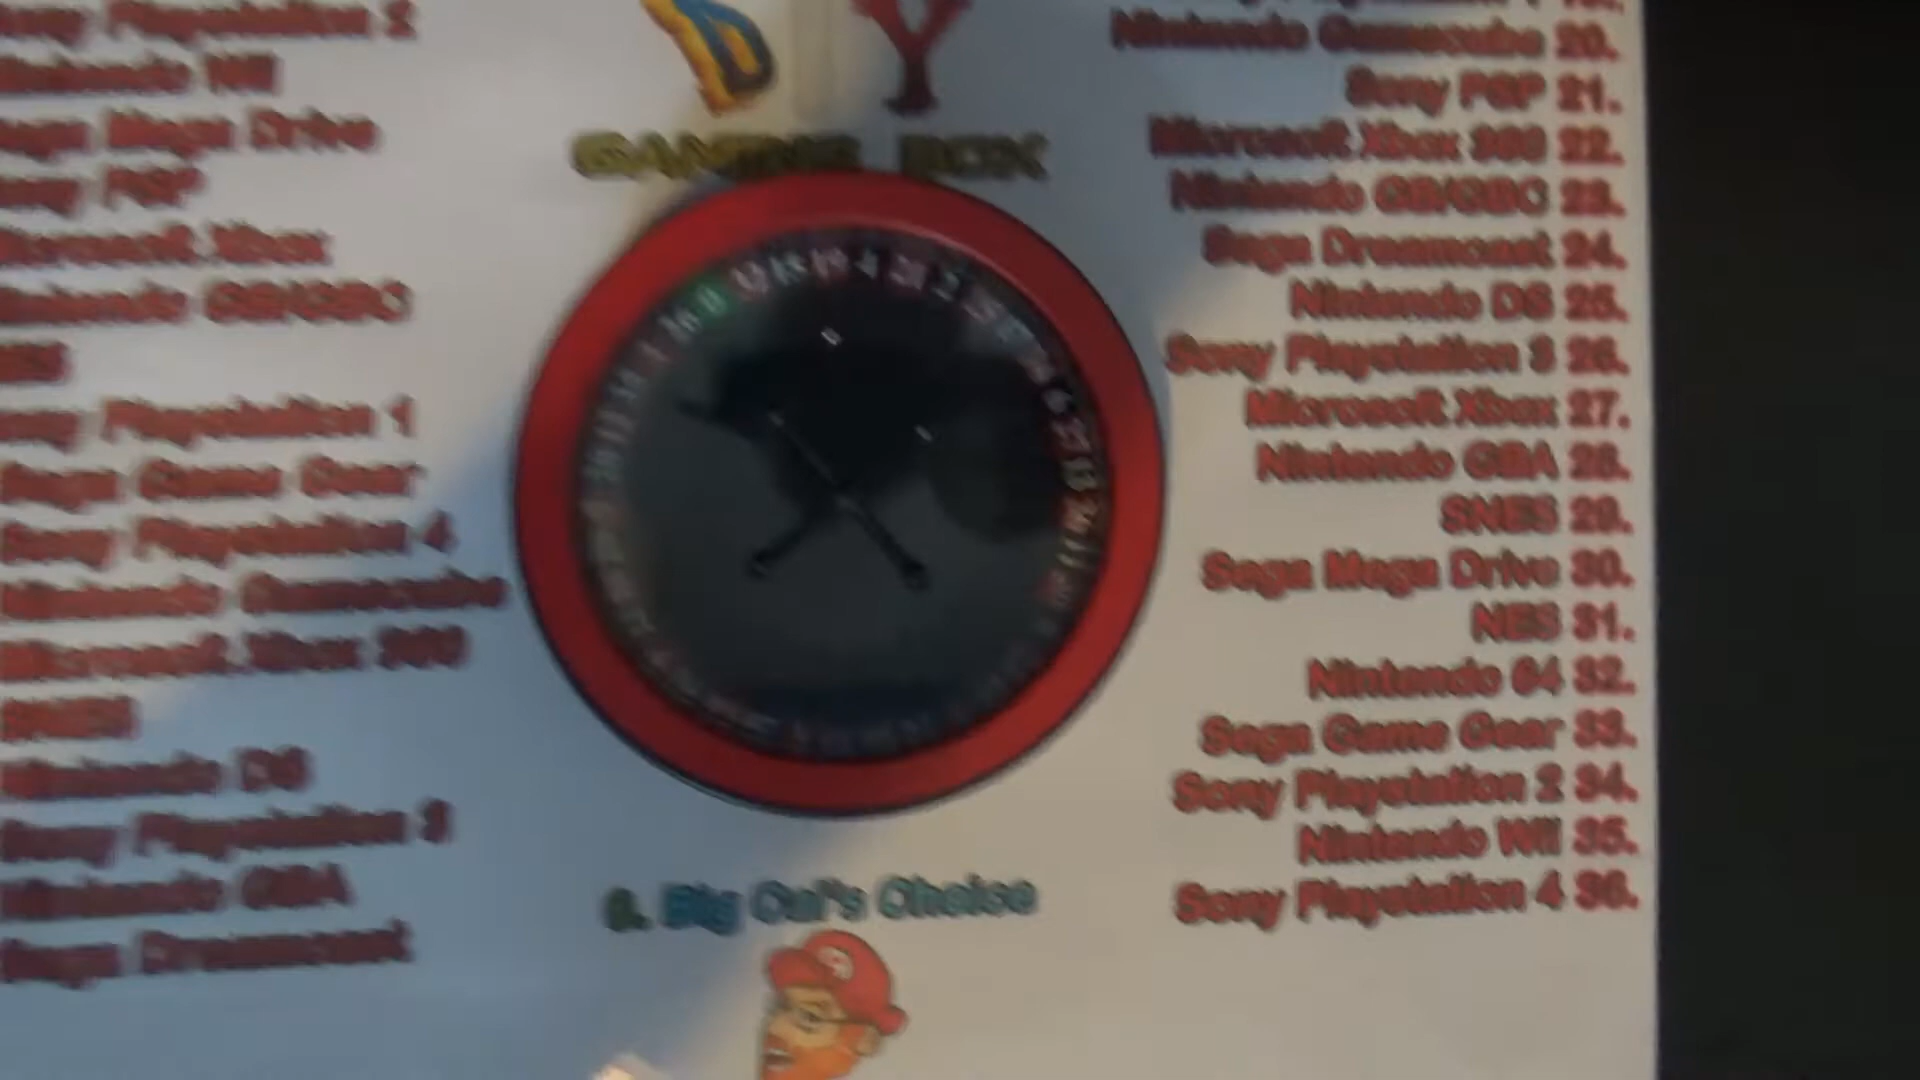 Sony Playstation 2
Nintendo Wii
Sega Mega Drive
Sony PSP
Microsoft Xbox
Nintendo GB/GBC
NES
Sony Playstation 1
Sega Game Gear
Sony Playstation 4
Nintendo Gamecube
Microsoft Xbox 360
SNES
Nintendo DS
Sony Playstation 3
Nintendo GBA
Sega Dreamcast
D Y
GAMING BOX
0. Big Cal's Choice
Nintendo Gamecube 20.
Sony PSP 21.
Microsoft Xbox 360 22.
Nintendo GB/GBC 23.
Sega Dreamcast 24.
Nintendo DS 25.
Sony Playstation 3 26.
Microsoft Xbox 27.
Nintendo GBA 28.
SNES 29.
Sega Mega Drive 30.
NES 31.
Nintendo 64 32.
Sega Game Gear 33.
Sony Playstation 2 34.
Nintendo Wii 35.
Sony Playstation 4 36.